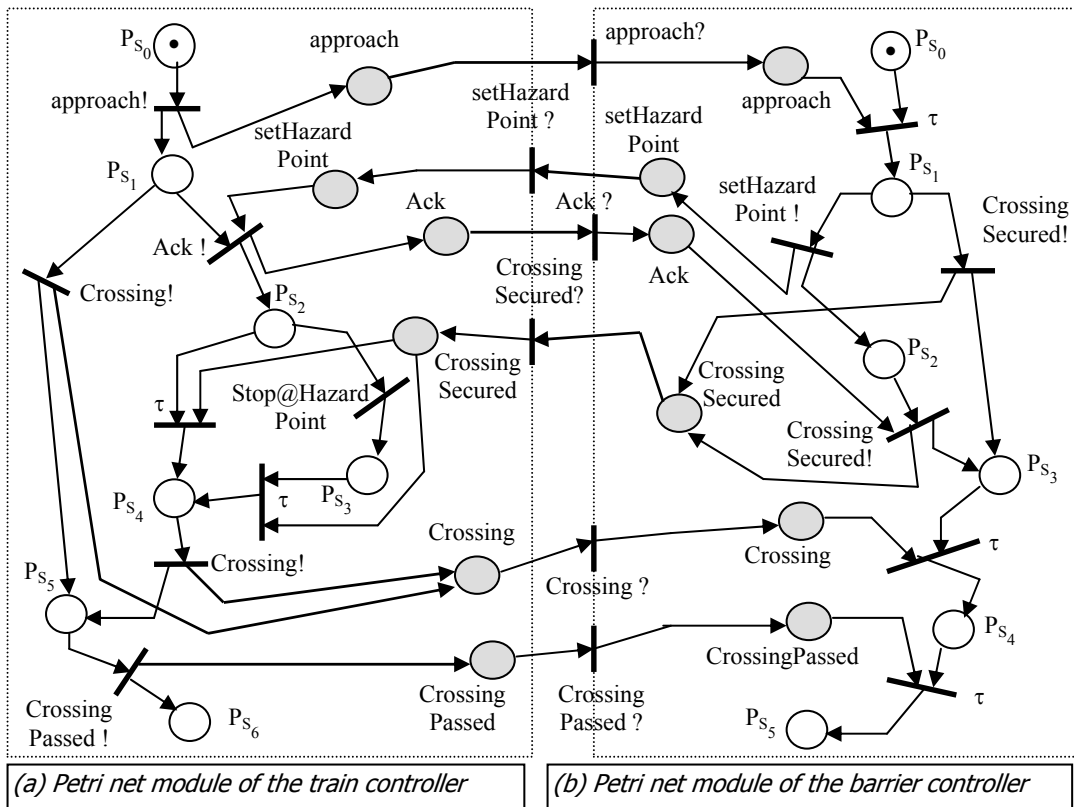 P_S0
approach
approach?
P_S0
approach!
approach
τ
setHazard
Point ?
setHazard
Point
setHazard
Point
P_S1
P_S1
setHazard
Point !
Crossing
Secured!
Ack
Ack ?
Ack !
Ack
Crossing
Secured?
Crossing!
P_S2
P_S2
Crossing
Secured
Crossing
Secured
Stop@Hazard
Point
τ
Crossing
Secured!
P_S3
P_S3
τ
P_S4
Crossing
Crossing
τ
Crossing!
Crossing ?
P_S5
P_S4
CrossingPassed
Crossing
Passed
Crossing
Passed ?
τ
Crossing
Passed !
P_S6
P_S5
(a) Petri net module of the train controller
(b) Petri net module of the barrier controller